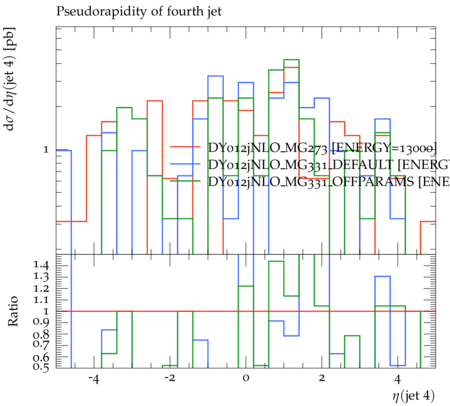 Pseudorapidity of fourth jet
dσ/dη(jet 4) [pb]
1
DY012jNLO_MG273 [ENERGY=13000]
DY012jNLO_MG331_DEFAULT [ENERGY
DY012jNLO_MG331_OFFPARAMS [ENE
Ratio
1.4
1.3
1.2
1.1
1
0.9
0.8
0.7
0.6
0.5
-4 -2 0 2 4
η(jet 4)